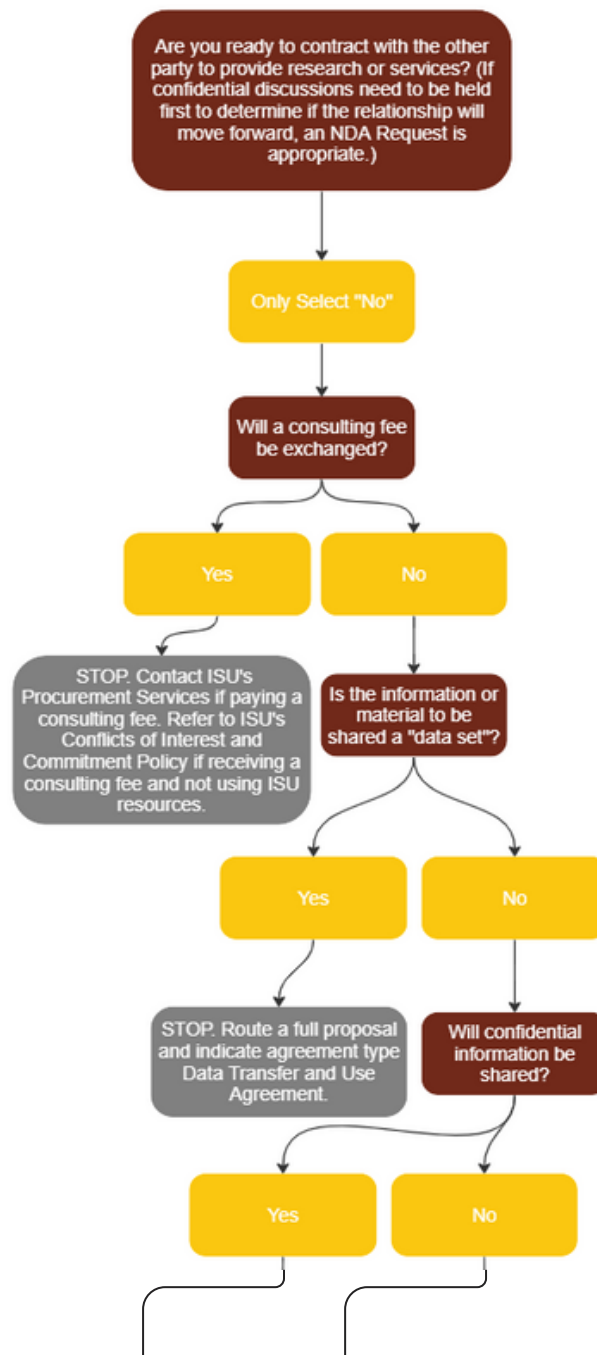 Are you ready to contract with the other
party to provide research or services? (If
confidential discussions need to be held
first to determine if the relationship will
move forward, an NDA Request is
appropriate.)
Only Select "No"
Will a consulting fee
be exchanged?
Yes
No
STOP. Contact ISU's
Procurement Services if paying a
consulting fee. Refer to ISU's
Conflicts of Interest and
Commitment Policy if receiving a
consulting fee and not using ISU
resources.
Is the information or
material to be
shared a "data set"?
Yes
No
STOP. Route a full proposal
and indicate agreement type
Data Transfer and Use
Agreement.
Will confidential
information be
shared?
Yes
No